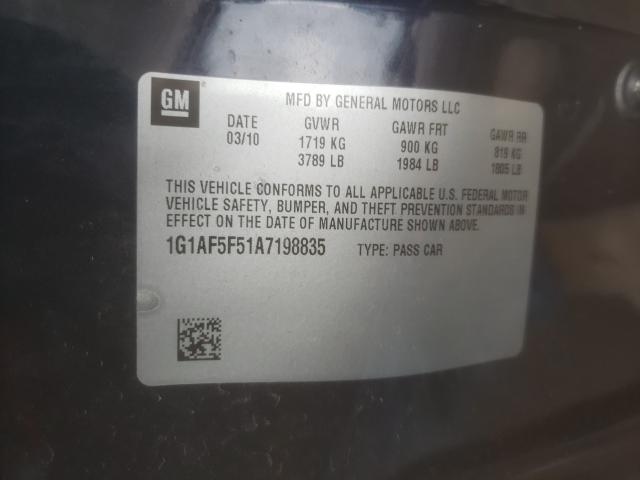 GM
MFD BY GENERAL MOTORS LLC
DATE GVWR GAWR FRT GAWR RR
03/10 1719 KG 900 KG 819 KG
3789 LB 1984 LB 1805 LB
THIS VEHICLE CONFORMS TO ALL APPLICABLE U.S. FEDERAL MOTOR
VEHICLE SAFETY, BUMPER, AND THEFT PREVENTION STANDARDS IN
EFFECT ON THE DATE OF MANUFACTURE SHOWN ABOVE.
1G1AF5F51A7198835 TYPE: PASS CAR